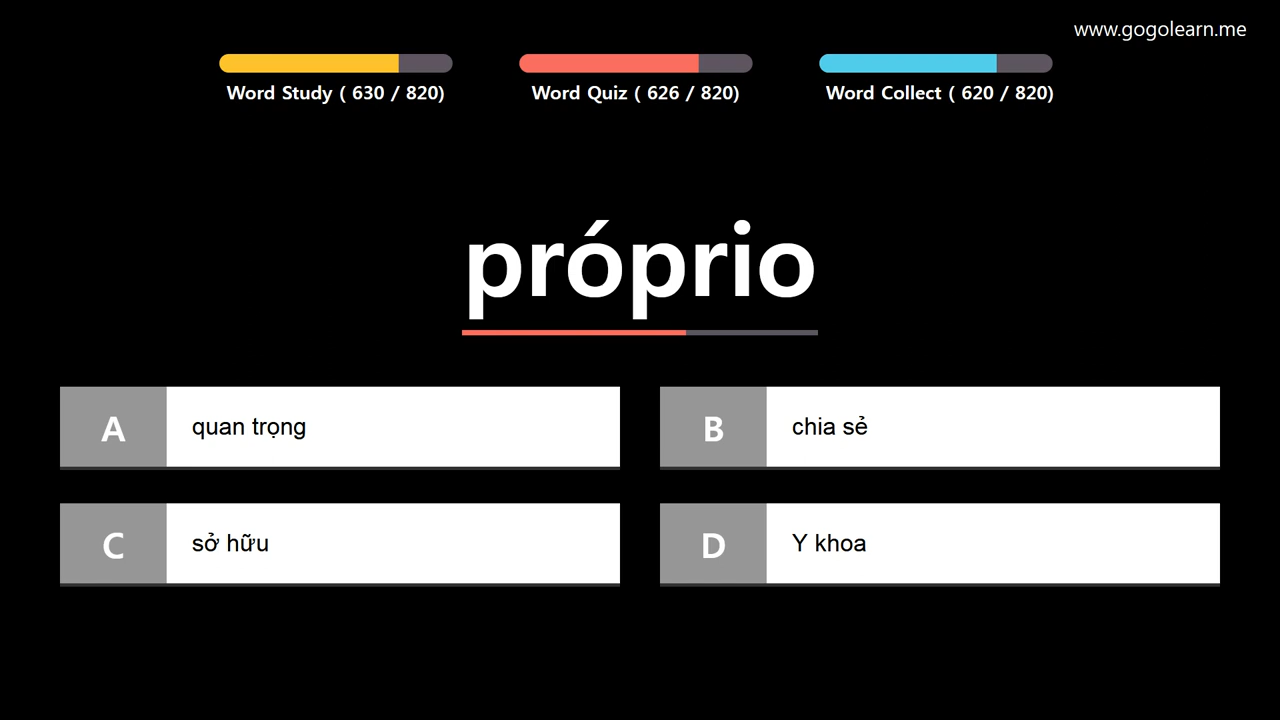 www.gogolearn.me
Word Study ( 630 / 820)
Word Quiz ( 626 / 820)
Word Collect ( 620 / 820)
próprio
A quan trọng
B chia sẻ
C sở hữu
D Y khoa